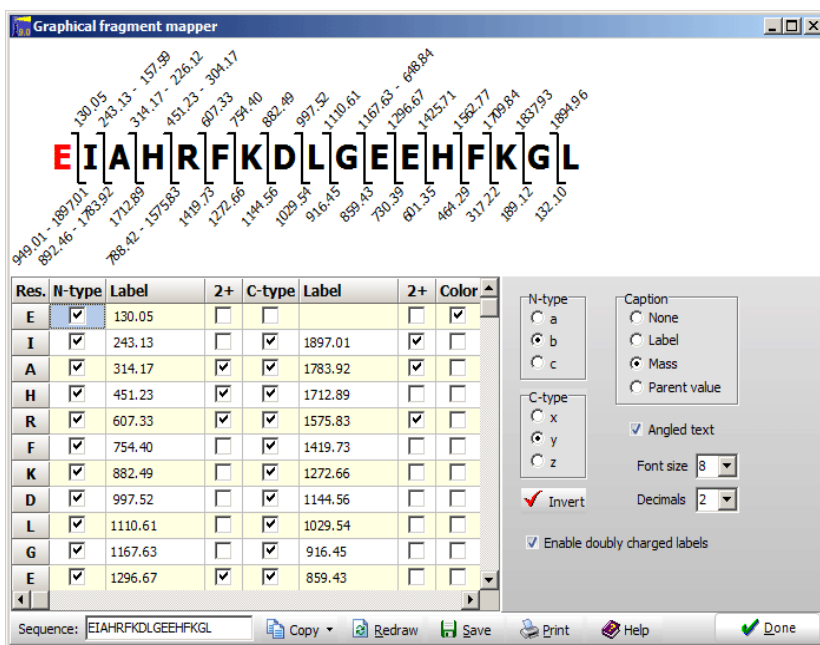 Graphical fragment mapper
130.05 243.13 - 157.59 314.17 - 226.12 451.23 - 304.17 607.33 754.40 882.49 997.52 1110.61 1167.63 - 648.84 1296.67 1425.71 1562.77 1709.84 1837.93 1894.96
E I A H R F K D L G E E H F K G L
949.01 - 1897.01 892.46 - 1783.92 1712.89 788.42 - 1575.83 1419.73 1272.66 1144.56 1029.54 916.45 859.43 730.39 601.35 464.29 317.22 189.12 132.10
Res. N-type Label 2+ C-type Label 2+ Color
E 130.05
I 243.13 1897.01
A 314.17 1783.92
H 451.23 1712.89
R 607.33 1575.83
F 754.40 1419.73
K 882.49 1272.66
D 997.52 1144.56
L 1110.61 1029.54
G 1167.63 916.45
E 1296.67 859.43
N-type
a
b
c
C-type
x
y
z
Invert
Caption
None
Label
Mass
Parent value
Angled text
Font size 8
Decimals 2
Enable doubly charged labels
Sequence: EIAHRFKDLGEEHFKGL Copy Redraw Save Print Help Done